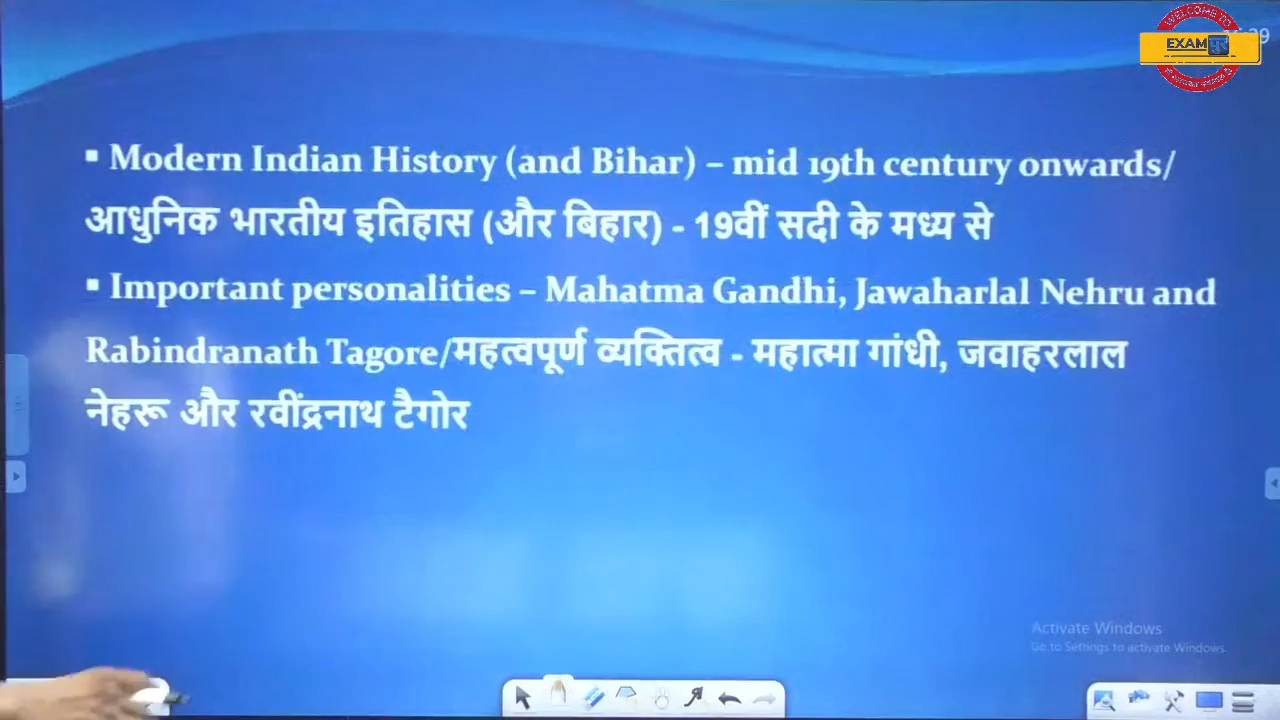 WELCOME TO
EXAM पुर
▪ Modern Indian History (and Bihar) – mid 19th century onwards/
आधुनिक भारतीय इतिहास (और बिहार) - 19वीं सदी के मध्य से
▪ Important personalities – Mahatma Gandhi, Jawaharlal Nehru and
Rabindranath Tagore/महत्वपूर्ण व्यक्तित्व - महात्मा गांधी, जवाहरलाल
नेहरू और रवींद्रनाथ टैगोर
Activate Windows
Go to Settings to activate Windows.